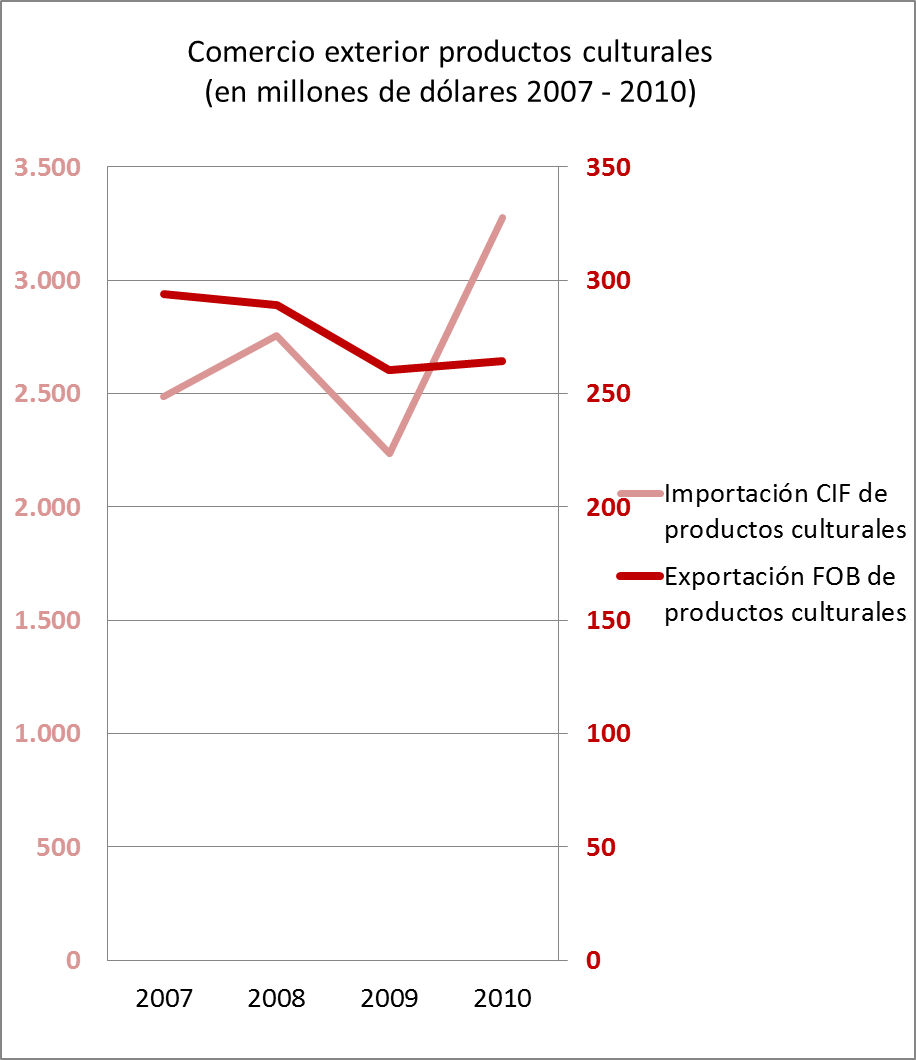 Comercio exterior productos culturales
(en millones de dólares 2007 - 2010)
3.500
3.000
2.500
2.000
1.500
1.000
500
0
350
300
250
200
150
100
50
0
2007 2008 2009 2010
Importación CIF de
productos culturales
Exportación FOB de
productos culturales